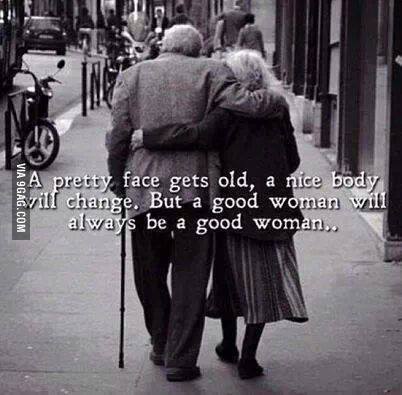 A pretty face gets old, a nice body
will change. But a good woman will
always be a good woman..
VIA 9GAG.COM